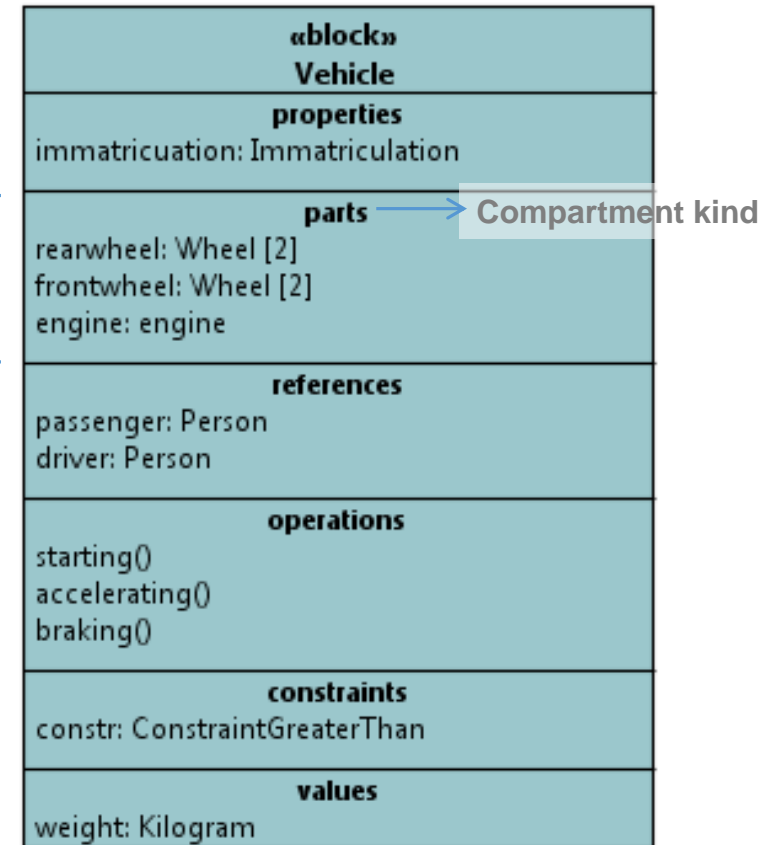 «block»
Vehicle
properties
immatricuation: Immatriculation
parts
Compartment kind
rearwheel: Wheel [2]
frontwheel: Wheel [2]
engine: engine
references
passenger: Person
driver: Person
operations
starting()
accelerating()
braking()
constraints
constr: ConstraintGreaterThan
values
weight: Kilogram